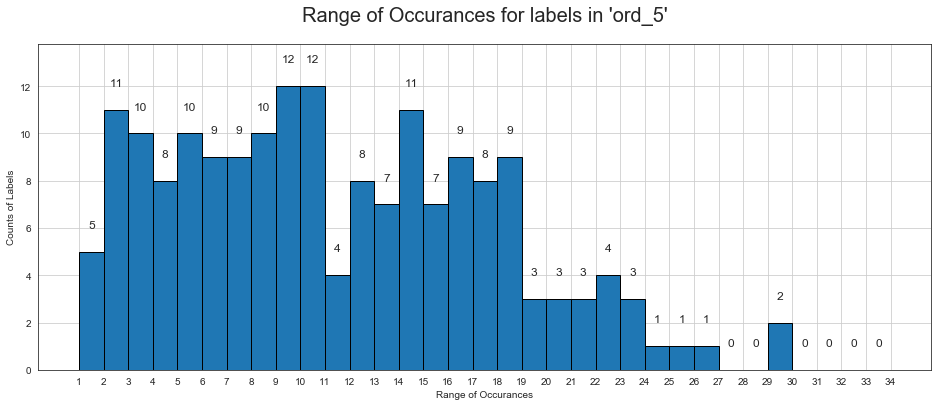 Range of Occurances for labels in 'ord_5'
12
10
8
6
4
2
0
Counts of Labels
5 11 10 8 10 9 9 10 12 12 4 8 7 11 7 9 8 9 3 3 3 4 3 1 1 1 0 0 2 0 0 0 0
1 2 3 4 5 6 7 8 9 10 11 12 13 14 15 16 17 18 19 20 21 22 23 24 25 26 27 28 29 30 31 32 33 34
Range of Occurances